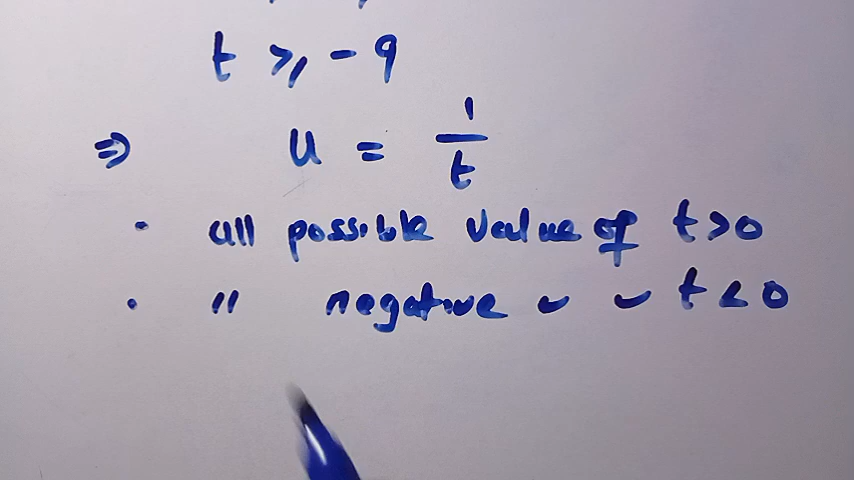 t ⩾ - 9
⇒ u = 1/t
· all possible value of t > 0
· " negative ~ ~ t < 0